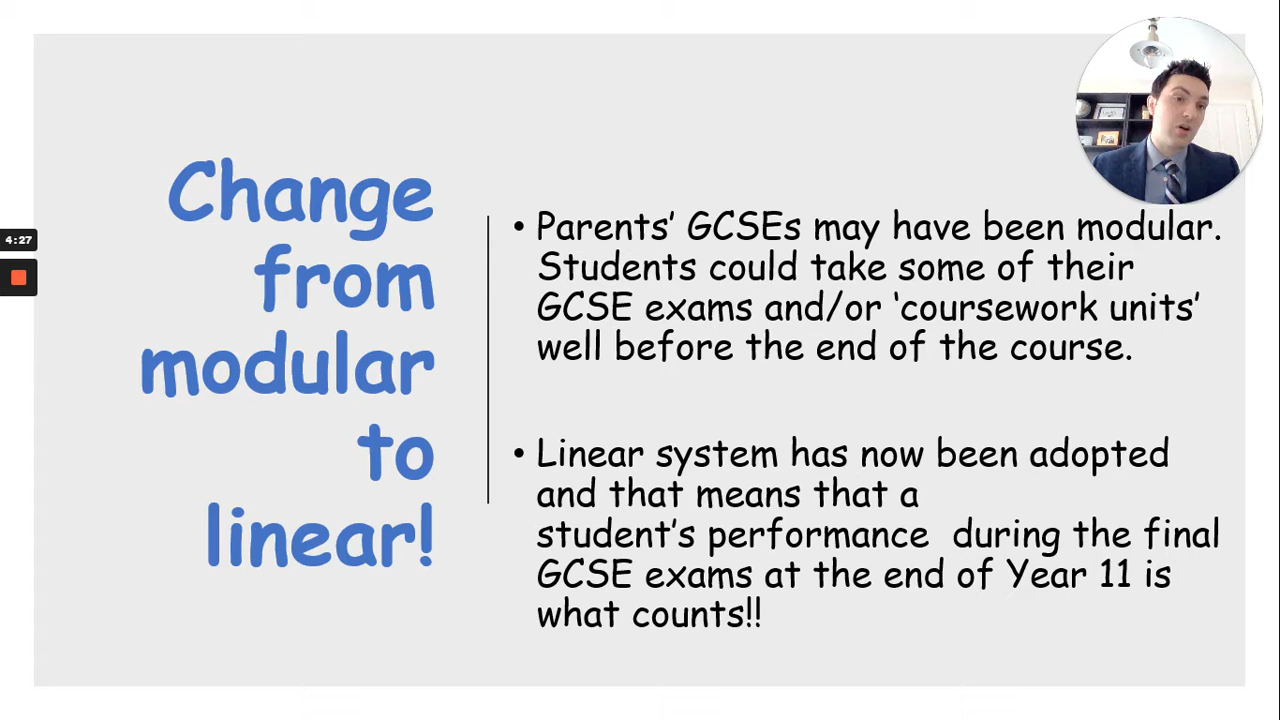 Change
from
modular
to
linear!
4:27
• Parents’ GCSEs may have been modular.
Students could take some of their
GCSE exams and/or ‘coursework units’
well before the end of the course.
• Linear system has now been adopted
and that means that a
student’s performance  during the final
GCSE exams at the end of Year 11 is
what counts!!